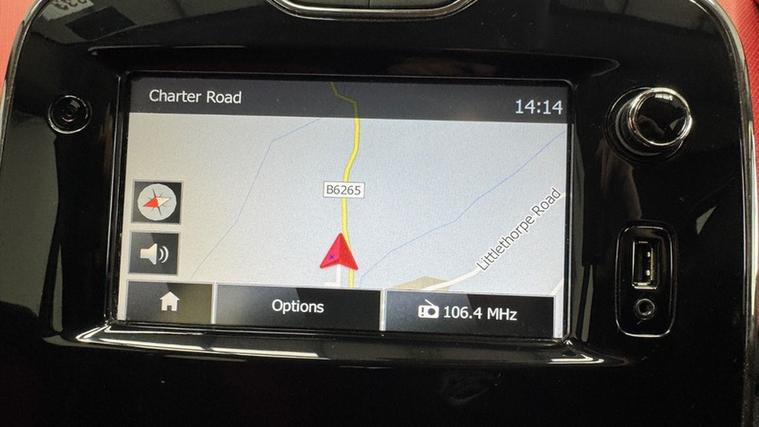 Charter Road
14:14
B6265
Littlethorpe Road
Options
106.4 MHz